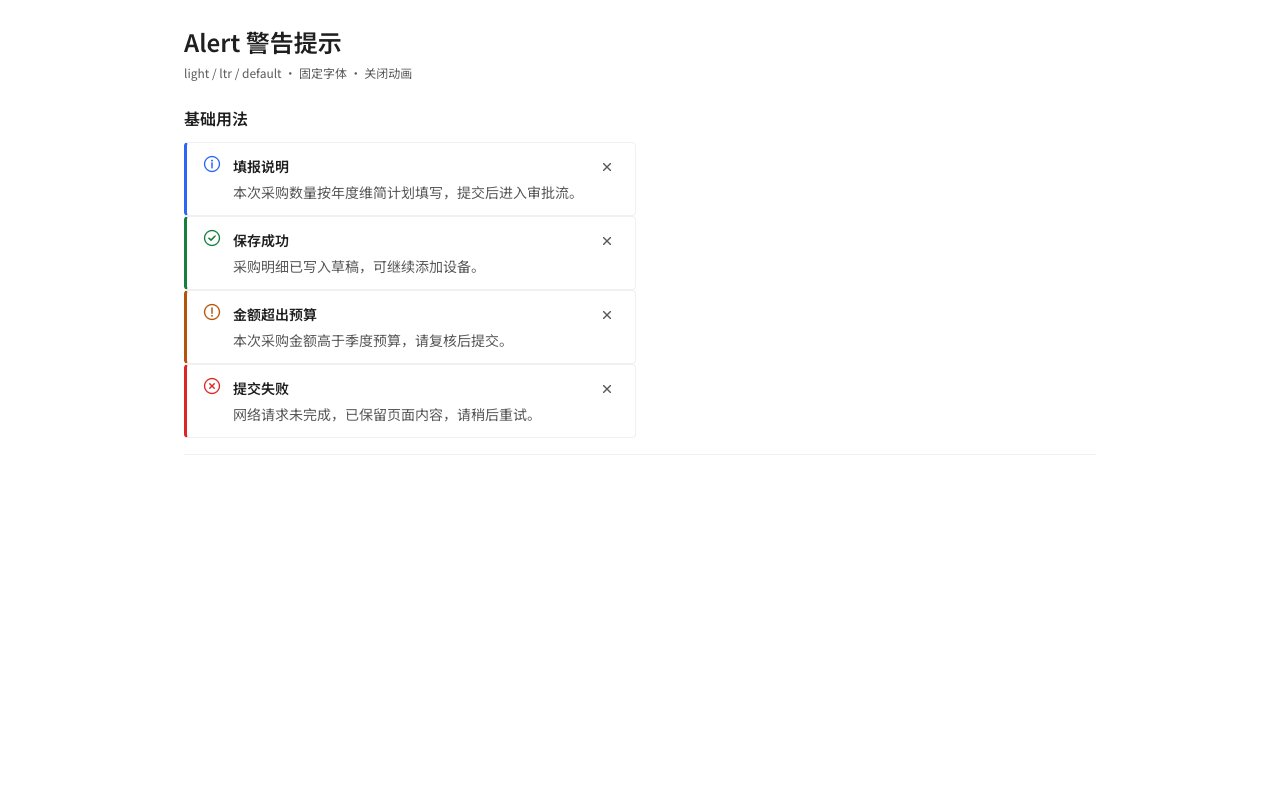 Alert 警告提示
light / ltr / default · 固定字体 · 关闭动画
基础用法
填报说明
本次采购数量按年度维简计划填写，提交后进入审批流。
保存成功
采购明细已写入草稿，可继续添加设备。
金额超出预算
本次采购金额高于季度预算，请复核后提交。
提交失败
网络请求未完成，已保留页面内容，请稍后重试。